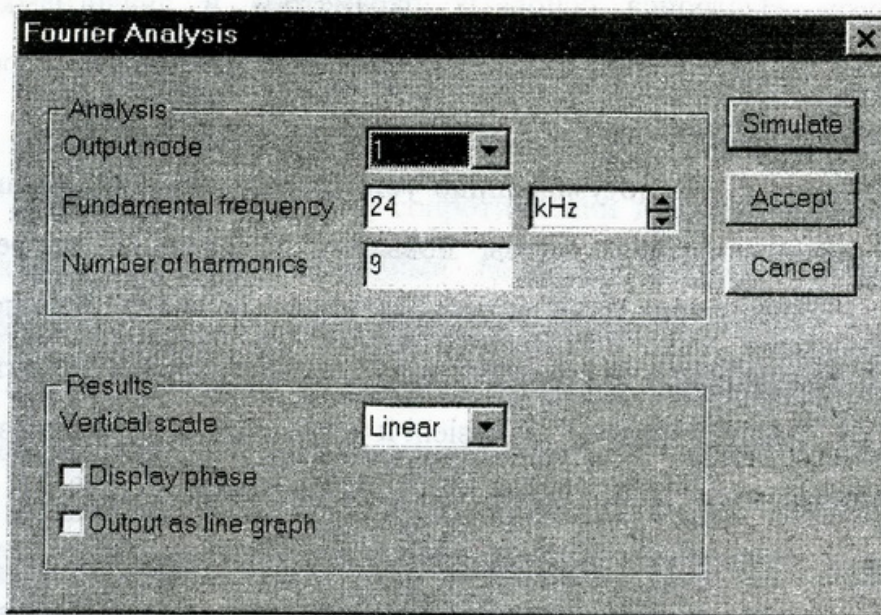 Fourier Analysis
Analysis
Output node 1
Fundamental frequency 24 kHz
Number of harmonics 9
Simulate
Accept
Cancel
Results
Vertical scale Linear
Display phase
Output as line graph